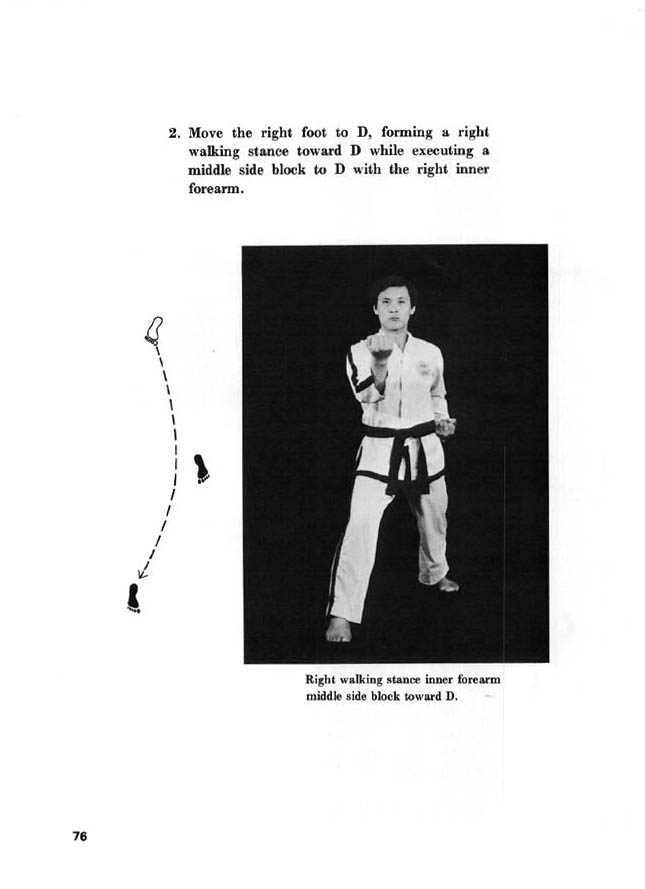 2. Move the right foot to D, forming a right
walking stance toward D while executing a
middle side block to D with the right inner
forearm.
Right walking stance inner forearm
middle side block toward D.
76